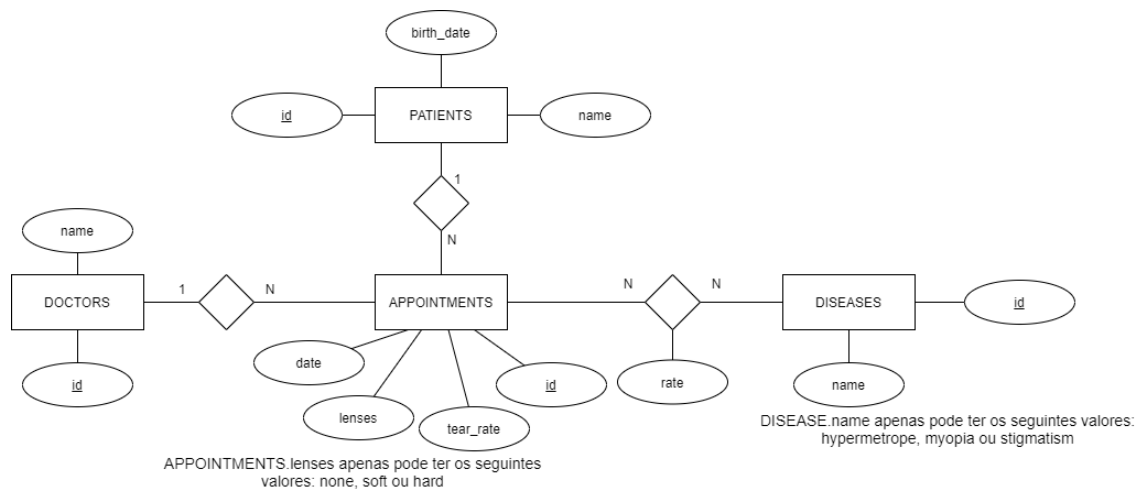 birth_date
id
PATIENTS
name
1
name
N
DOCTORS
1
N
APPOINTMENTS
N
N
DISEASES
id
date
id
id
rate
name
lenses
tear_rate
DISEASE.name apenas pode ter os seguintes valores:
hypermetrope, myopia ou stigmatism
APPOINTMENTS.lenses apenas pode ter os seguintes
valores: none, soft ou hard